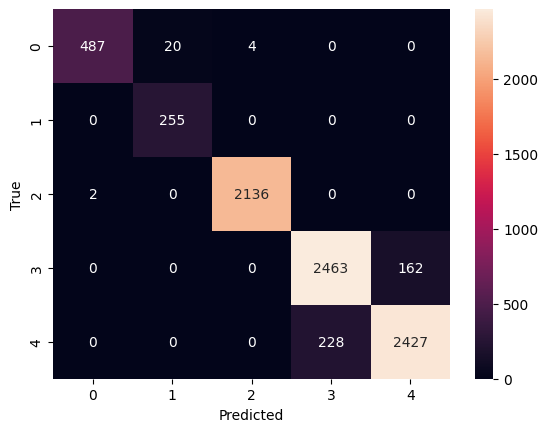 0 487 20 4 0 0
1 0 255 0 0 0
2 2 0 2136 0 0
3 0 0 0 2463 162
4 0 0 0 228 2427
0 1 2 3 4
Predicted
True
2000
1500
1000
500
0